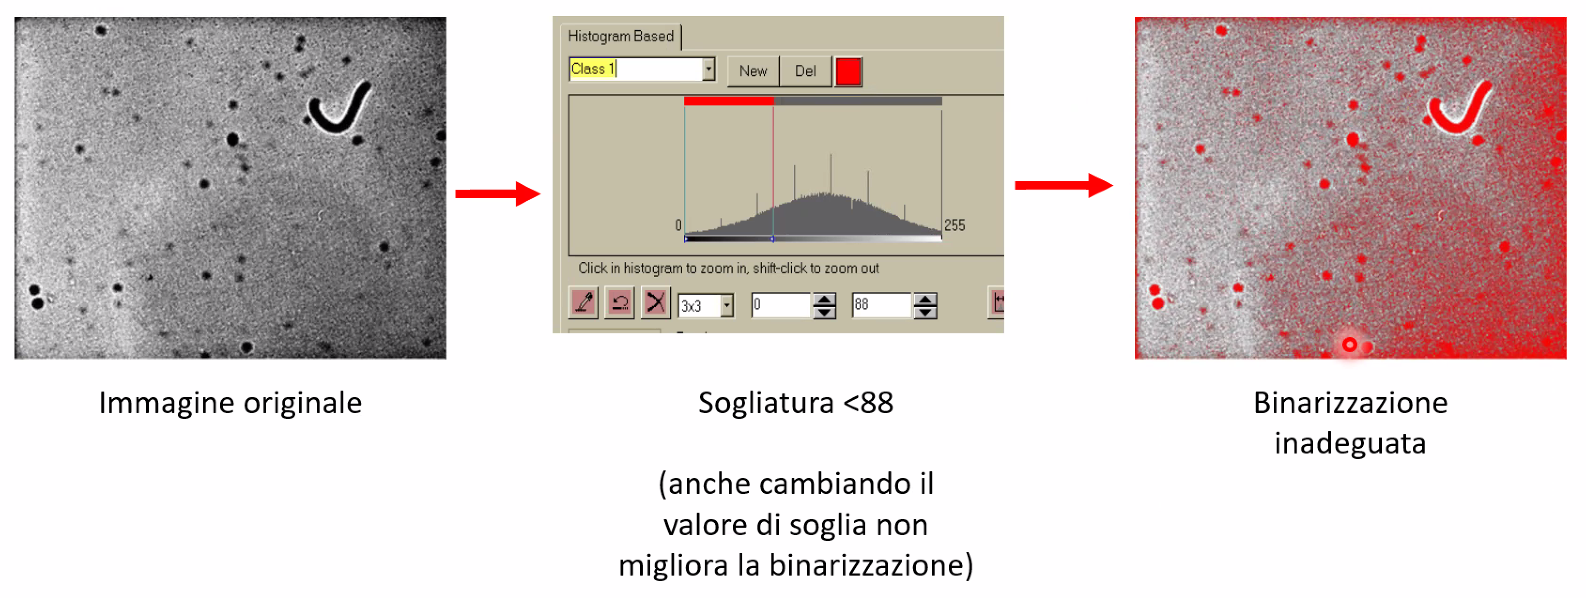 Histogram Based
Class 1
New
Del
0
255
Click in histogram to zoom in, shift-click to zoom out
3x3
0
88
Immagine originale
Sogliatura <88
(anche cambiando il
valore di soglia non
migliora la binarizzazione)
Binarizzazione
inadeguata